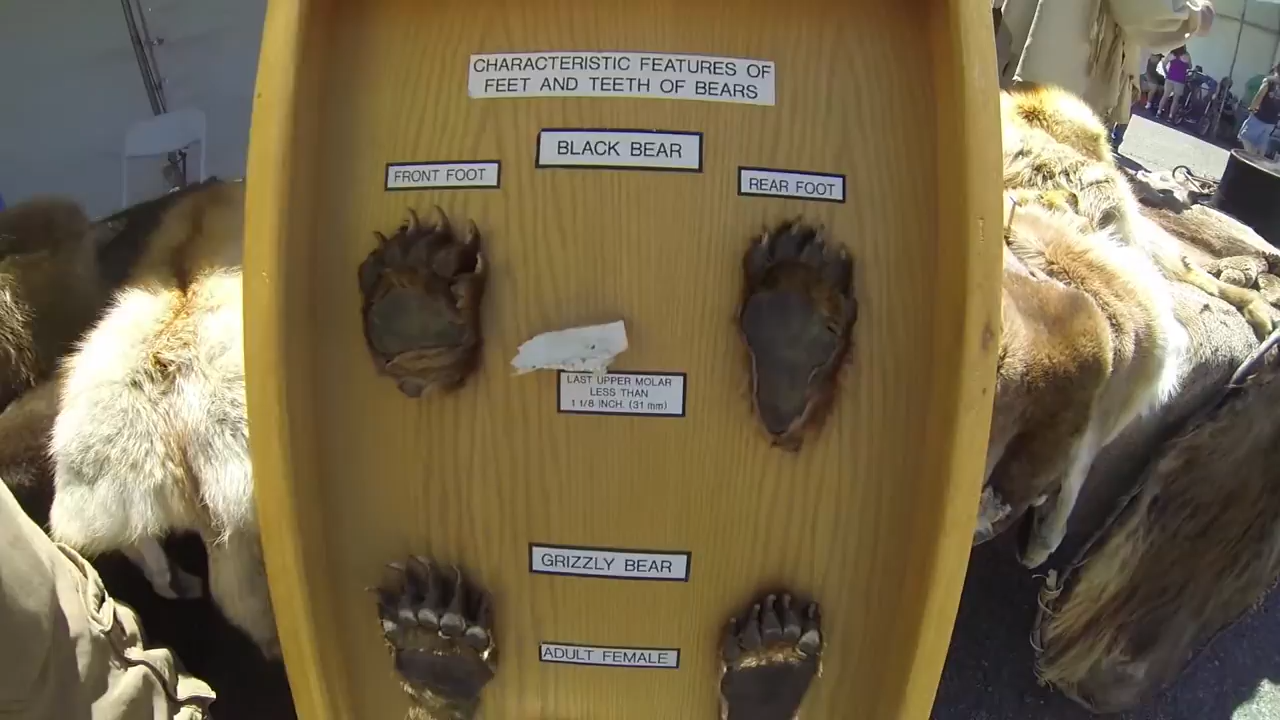 CHARACTERISTIC FEATURES OF
FEET AND TEETH OF BEARS
BLACK BEAR
FRONT FOOT
REAR FOOT
LAST UPPER MOLAR
LESS THAN
1 1/8 INCH. (31 mm)
GRIZZLY BEAR
ADULT FEMALE